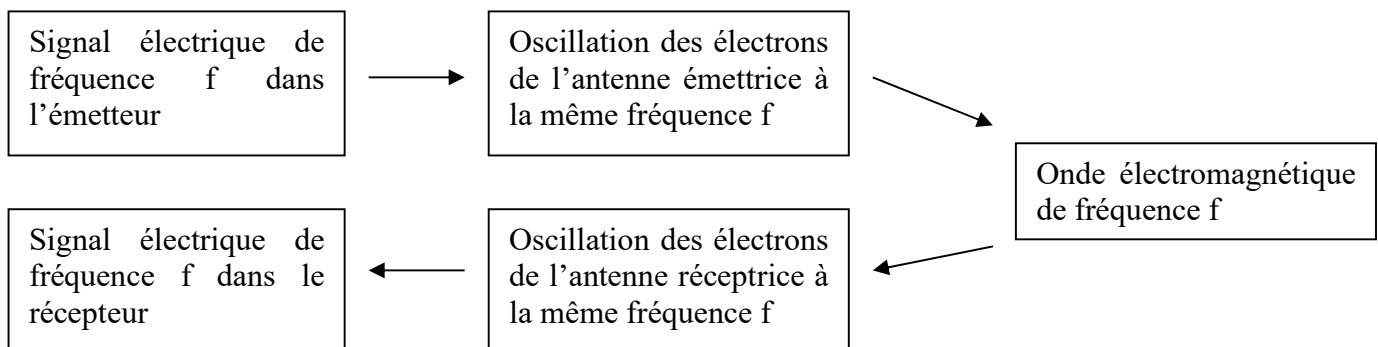 Signal électrique de
fréquence f dans
l’émetteur
Oscillation des électrons
de l’antenne émettrice à
la même fréquence f
Onde électromagnétique
de fréquence f
Oscillation des électrons
de l’antenne réceptrice à
la même fréquence f
Signal électrique de
fréquence f dans le
récepteur